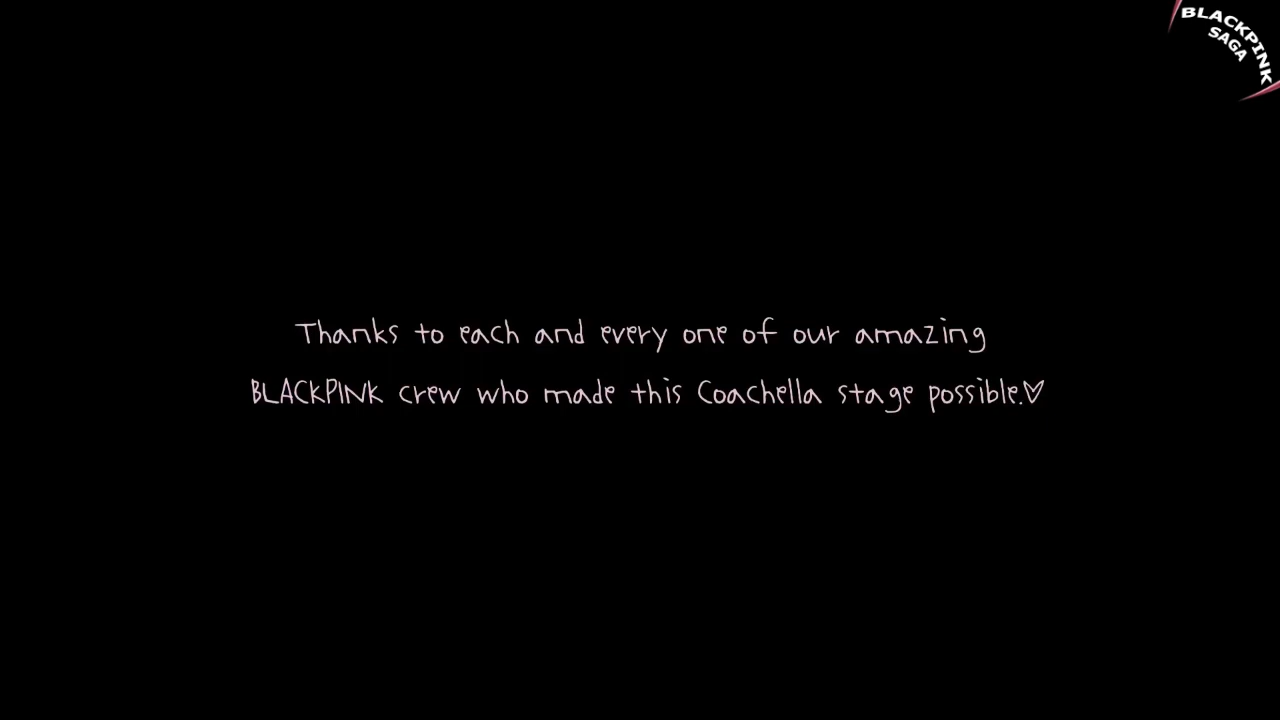 BLACKPINK
SAGA
Thanks to each and every one of our amazing
BLACKPINK crew who made this Coachella stage possible.♡